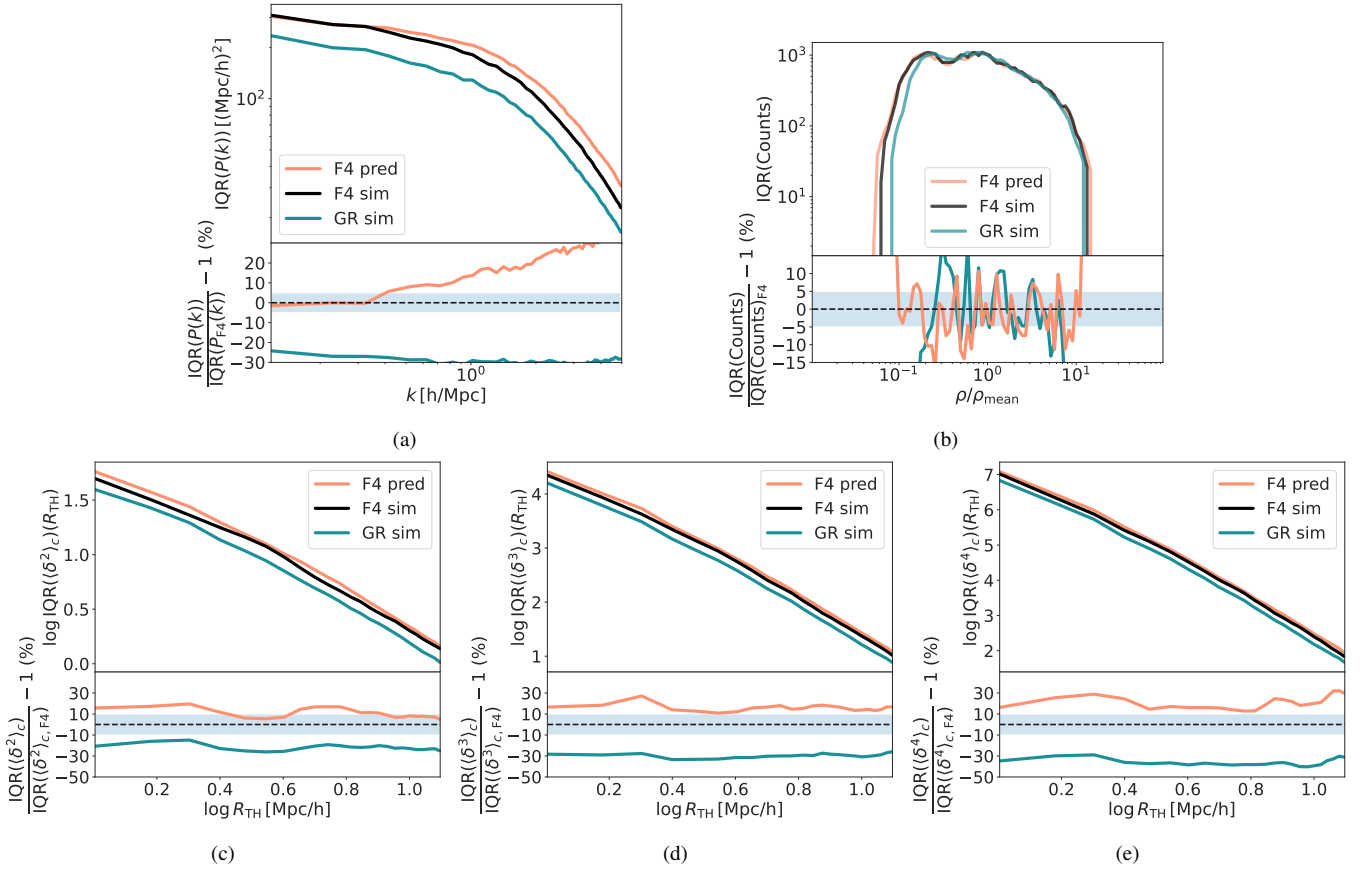 IQR(P(k)) [(Mpc/h)²]
10²
F4 pred
F4 sim
GR sim
IQR(P(k))
IQR(P_F4(k))
− 1 (%)
20
10
0
−10
−20
−30
10⁰
k [h/Mpc]
(a)
IQR(Counts)
10³
10²
10¹
F4 pred
F4 sim
GR sim
IQR(Counts)
IQR(Counts)_F4
− 1 (%)
10
5
0
−5
−10
−15
10⁻¹ 10⁰ 10¹
ρ/ρ_mean
(b)
log IQR(⟨δ²⟩_c)(R_TH)
1.5
1.0
0.5
0.0
F4 pred
F4 sim
GR sim
IQR(⟨δ²⟩_c)
IQR(⟨δ²⟩_c, F4)
− 1 (%)
30
10
−10
−30
−50
0.2 0.4 0.6 0.8 1.0
log R_TH [Mpc/h]
(c)
log IQR(⟨δ³⟩_c)(R_TH)
4
3
2
1
F4 pred
F4 sim
GR sim
IQR(⟨δ³⟩_c)
IQR(⟨δ³⟩_c, F4)
− 1 (%)
30
10
−10
−30
−50
0.2 0.4 0.6 0.8 1.0
log R_TH [Mpc/h]
(d)
log IQR(⟨δ⁴⟩_c)(R_TH)
7
6
5
4
3
2
F4 pred
F4 sim
GR sim
IQR(⟨δ⁴⟩_c)
IQR(⟨δ⁴⟩_c, F4)
− 1 (%)
30
10
−10
−30
−50
0.2 0.4 0.6 0.8 1.0
log R_TH [Mpc/h]
(e)